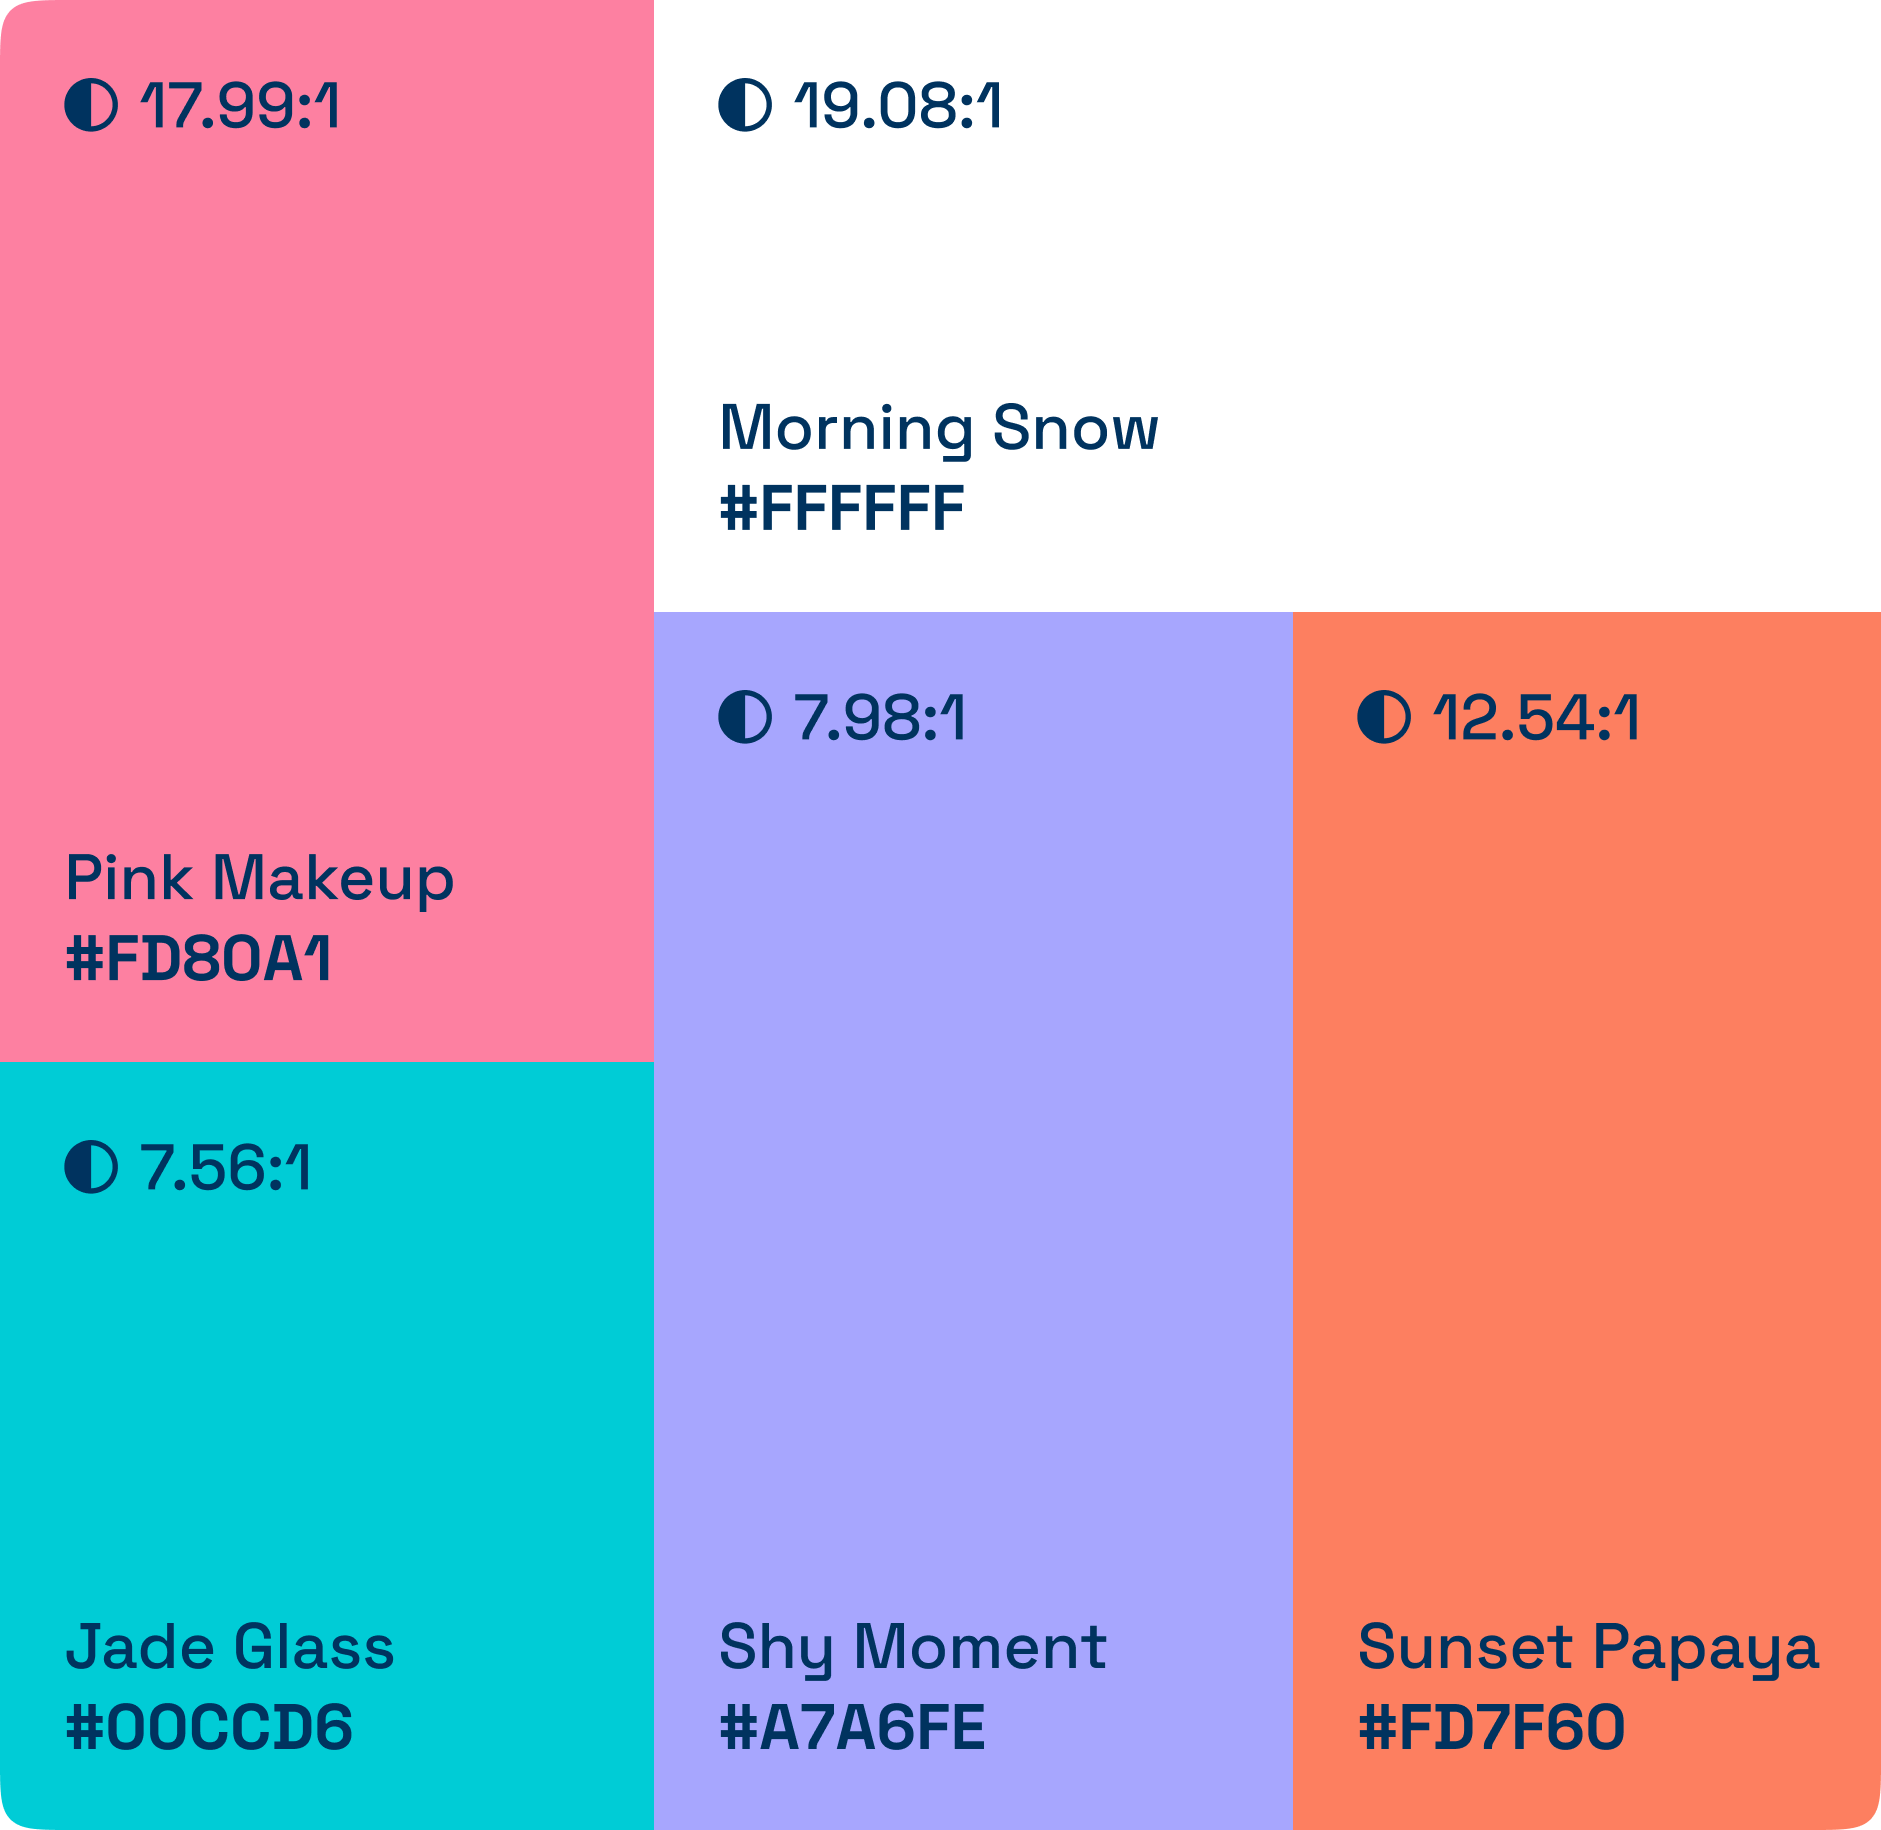 17.99:1
Pink Makeup
#FD80A1
19.08:1
Morning Snow
#FFFFFF
7.56:1
Jade Glass
#00CCD6
7.98:1
Shy Moment
#A7A6FE
12.54:1
Sunset Papaya
#FD7F60